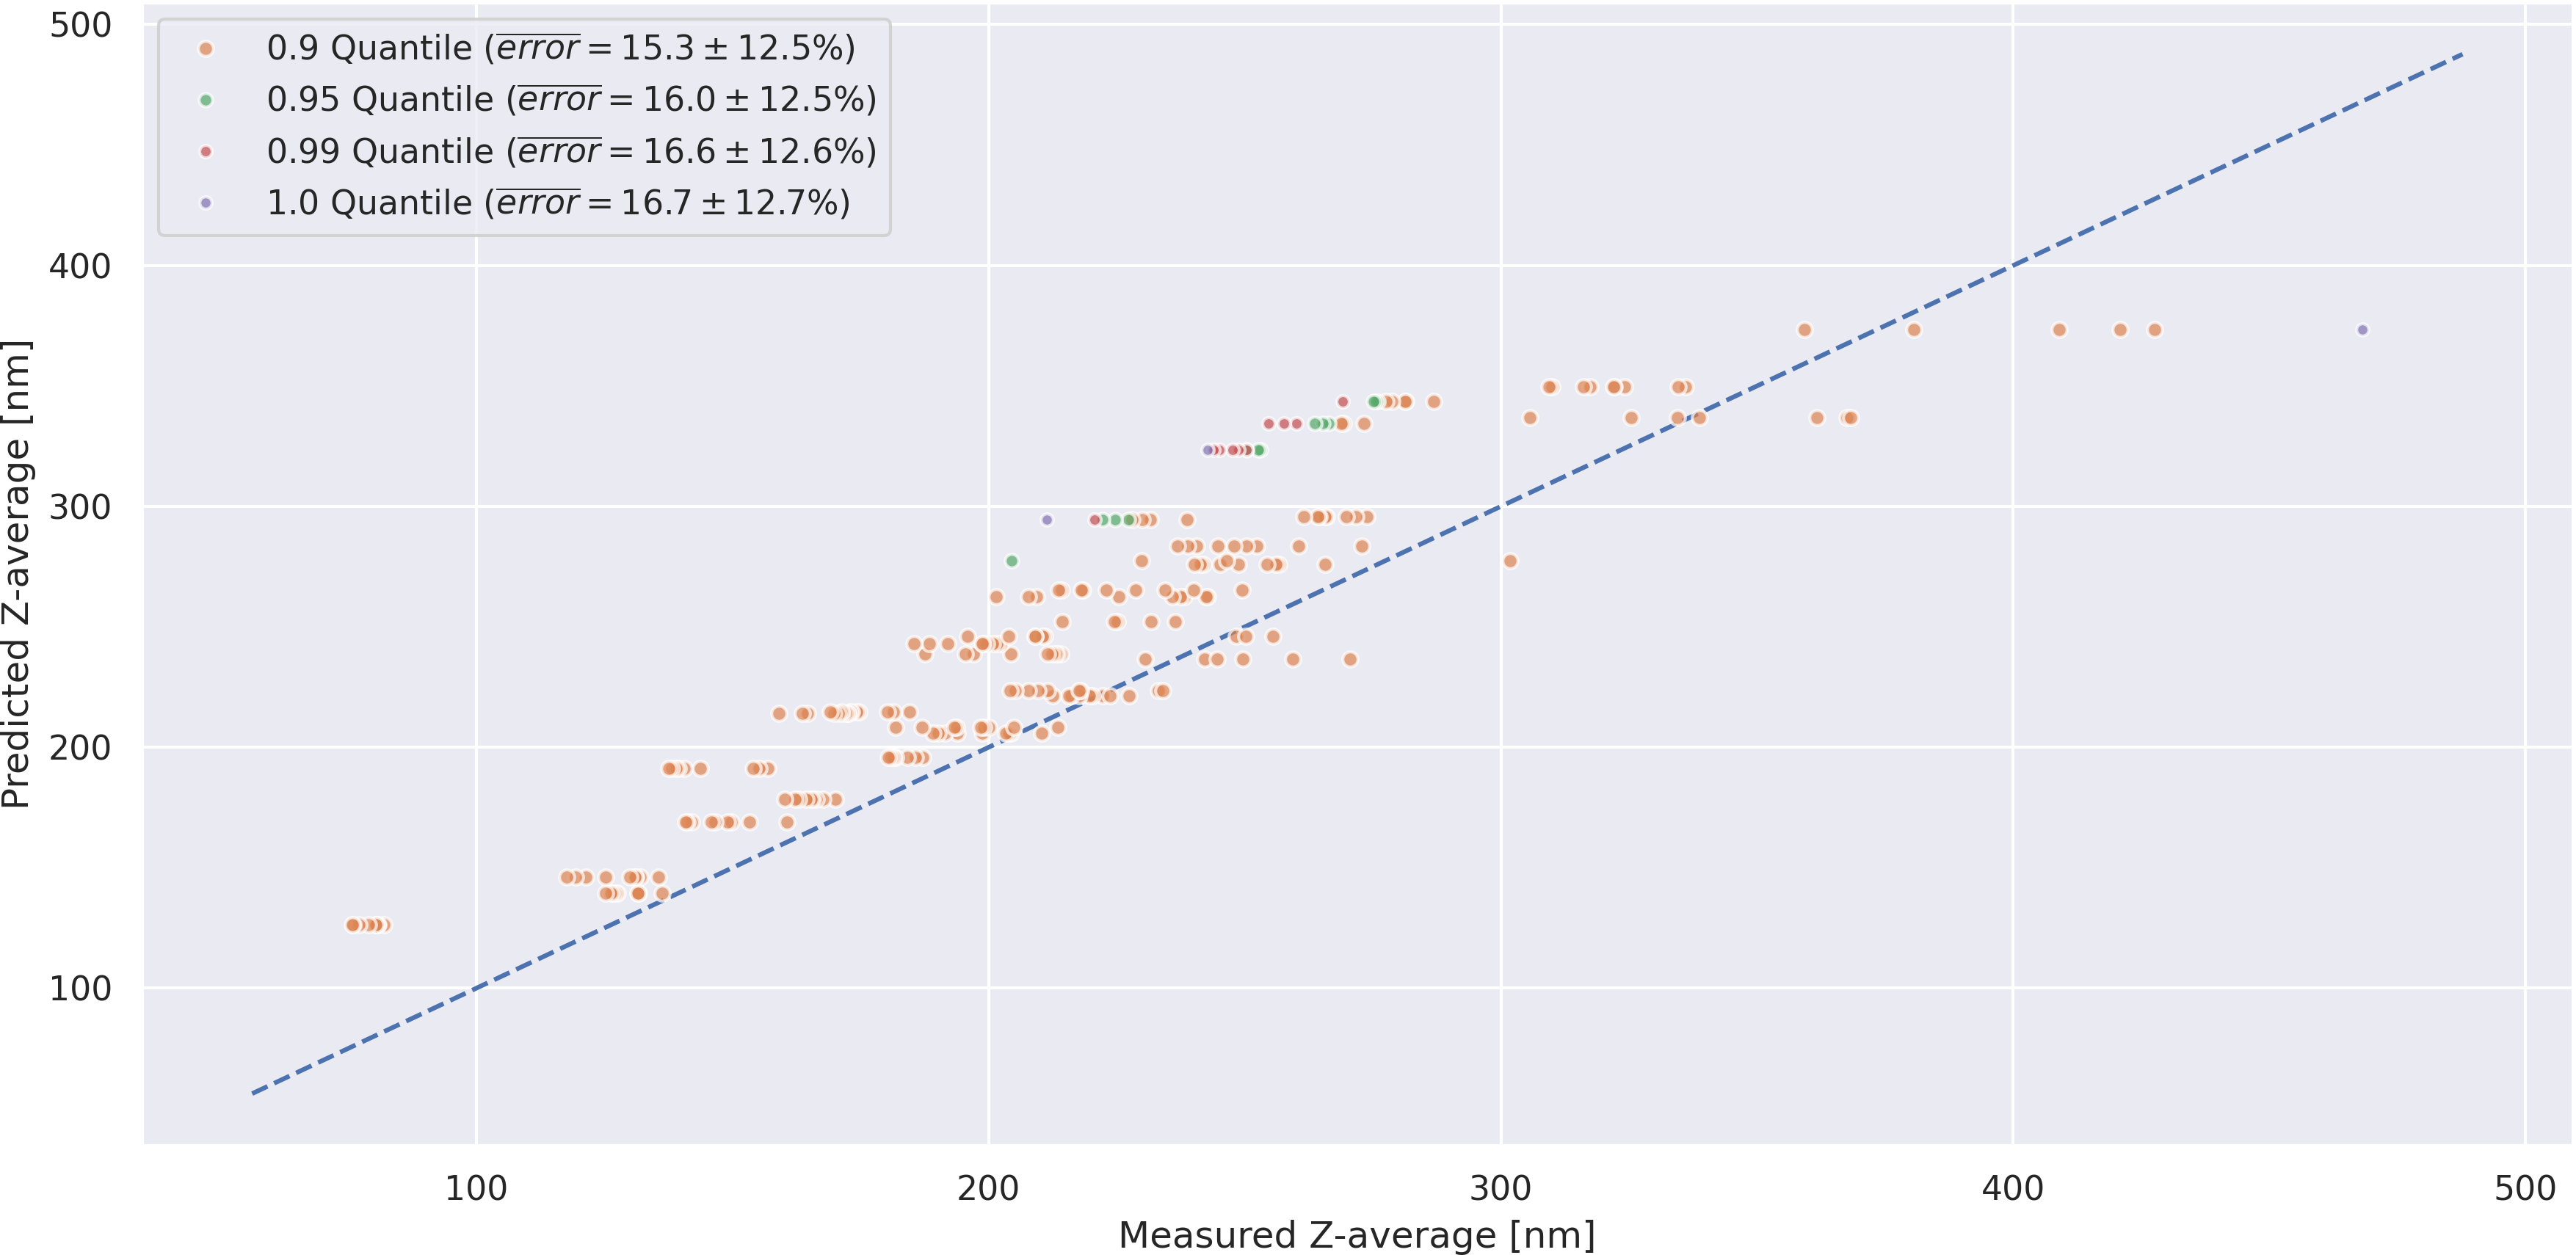 500
400
300
200
100
Predicted Z-average [nm]
0.9 Quantile (error = 15.3 ± 12.5%)
0.95 Quantile (error = 16.0 ± 12.5%)
0.99 Quantile (error = 16.6 ± 12.6%)
1.0 Quantile (error = 16.7 ± 12.7%)
100 200 300 400 500
Measured Z-average [nm]